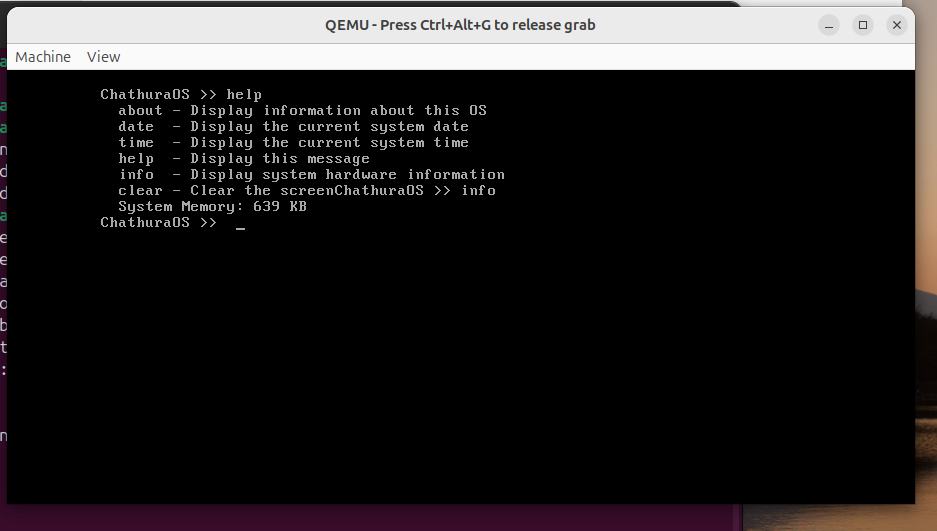 QEMU - Press Ctrl+Alt+G to release grab
Machine View
ChathuraOS >> help
about - Display information about this OS
date  - Display the current system date
time  - Display the current system time
help  - Display this message
info  - Display system hardware information
clear - Clear the screenChathuraOS >> info
System Memory: 639 KB
ChathuraOS >> _